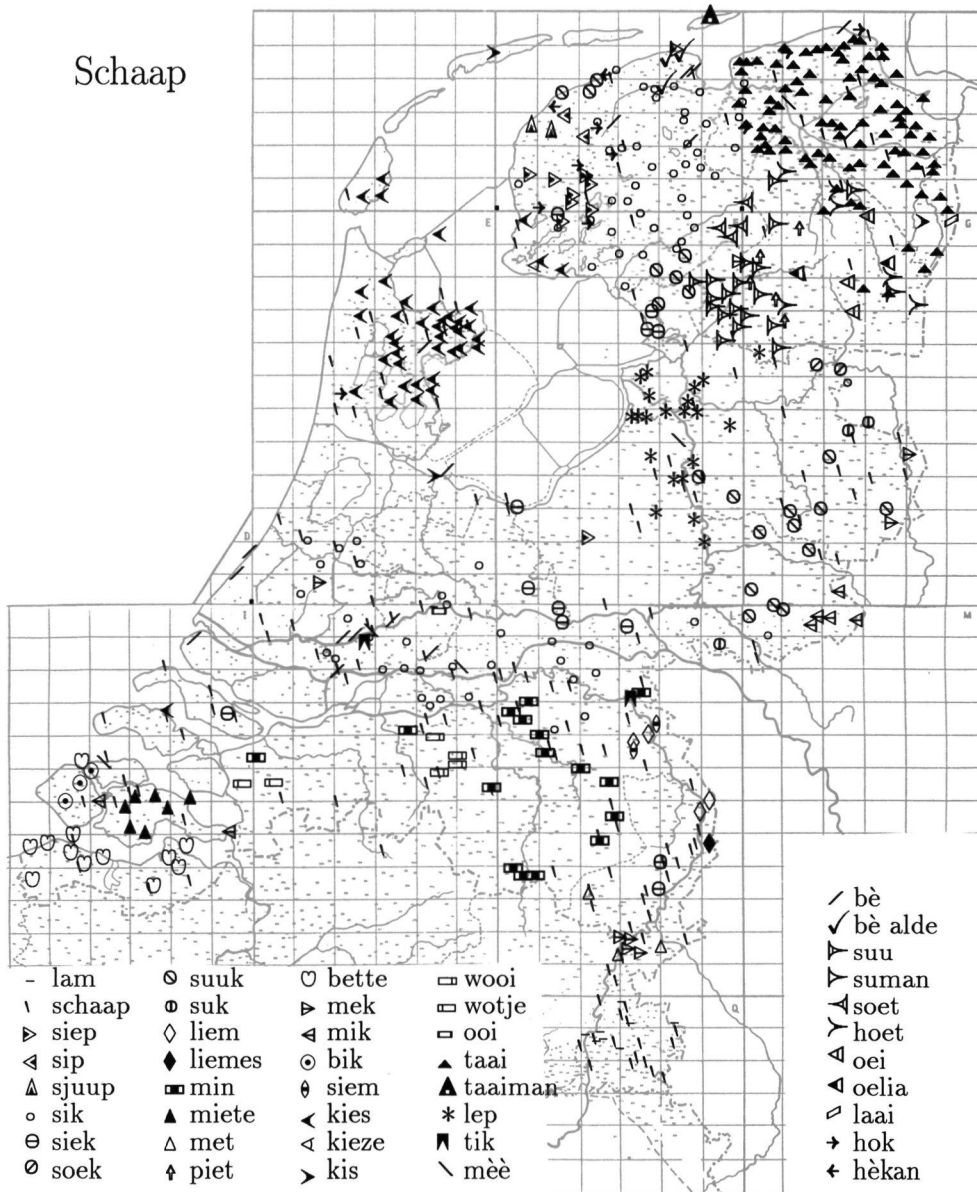 Schaap
E
G
D
I
L
M
Q
lam
schaap
siep
sip
sjuup
sik
siek
soek
suuk
suk
liem
liemes
min
miete
met
piet
bette
mek
mik
bik
siem
kies
kieze
kis
wooi
wotje
ooi
taai
taaiman
lep
tik
mèè
bè
bè alde
suu
suman
soet
hoet
oei
oelia
laai
hok
hèkan